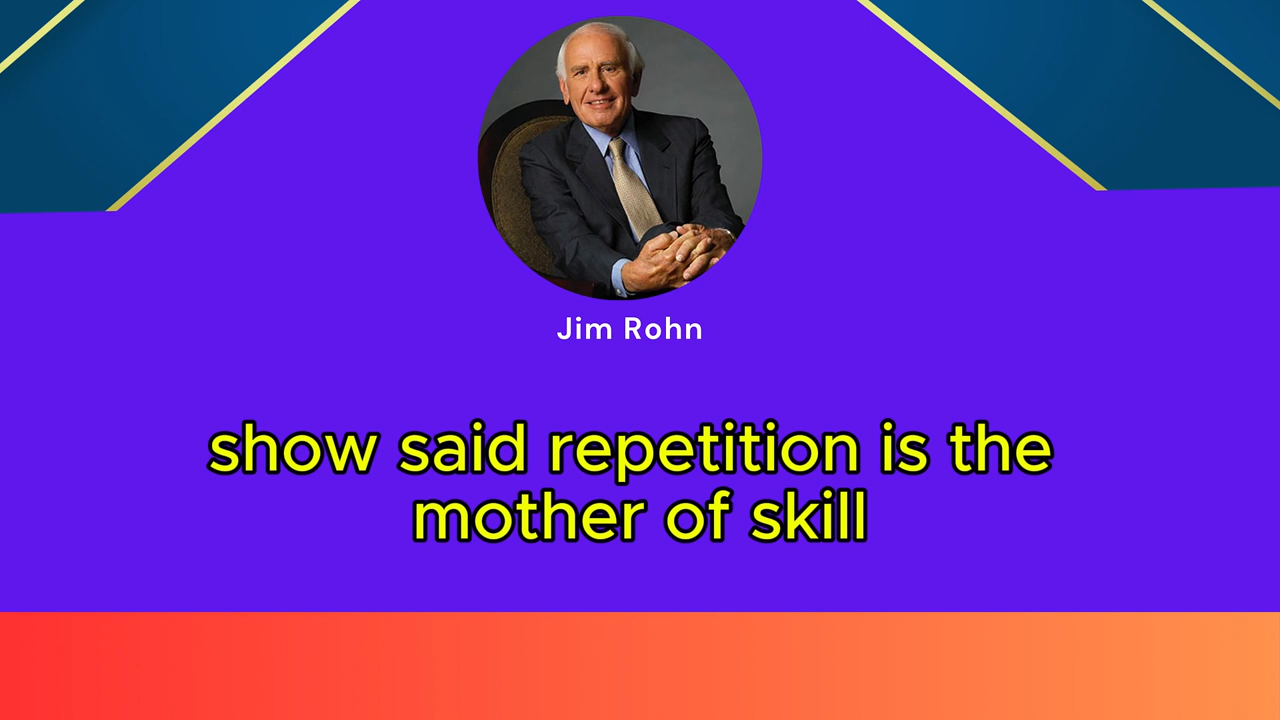 Jim Rohn
show said repetition is the
mother of skill